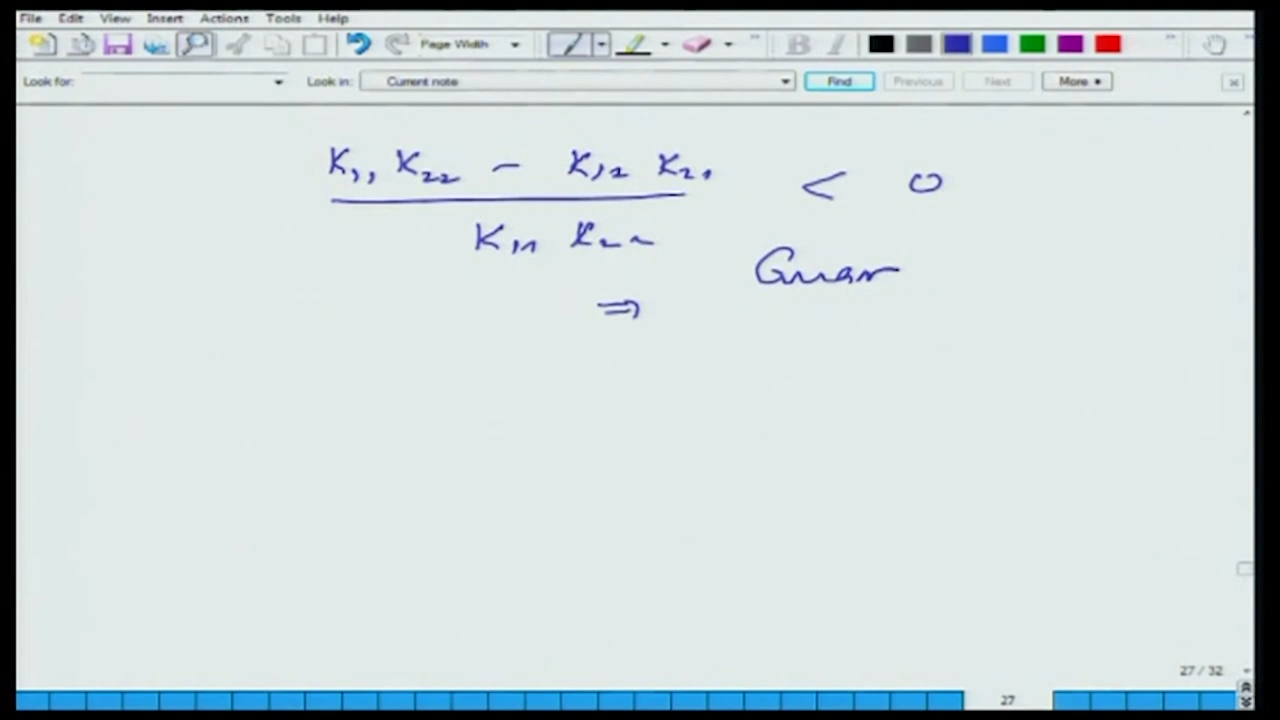 File Edit View Insert Actions Tools Help
Page Width B I
Look for: Look in: Current note Find Previous Next More
K₁₁ K₂₂ − K₁₂ K₂₁ < 0
K₁₁ K₂₂
Guar
⇒
27 / 32
27